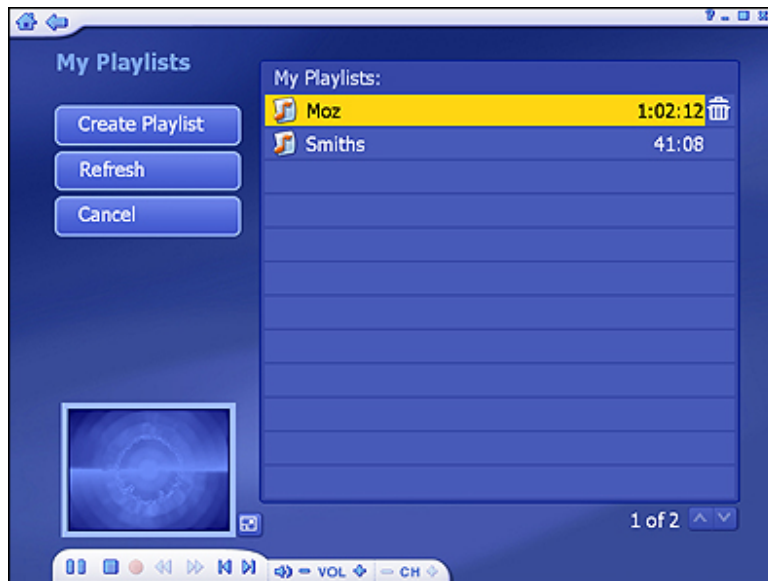 ?
My Playlists
My Playlists:
Moz 1:02:12
Create Playlist
Smiths 41:08
Refresh
Cancel
1 of 2
VOL CH